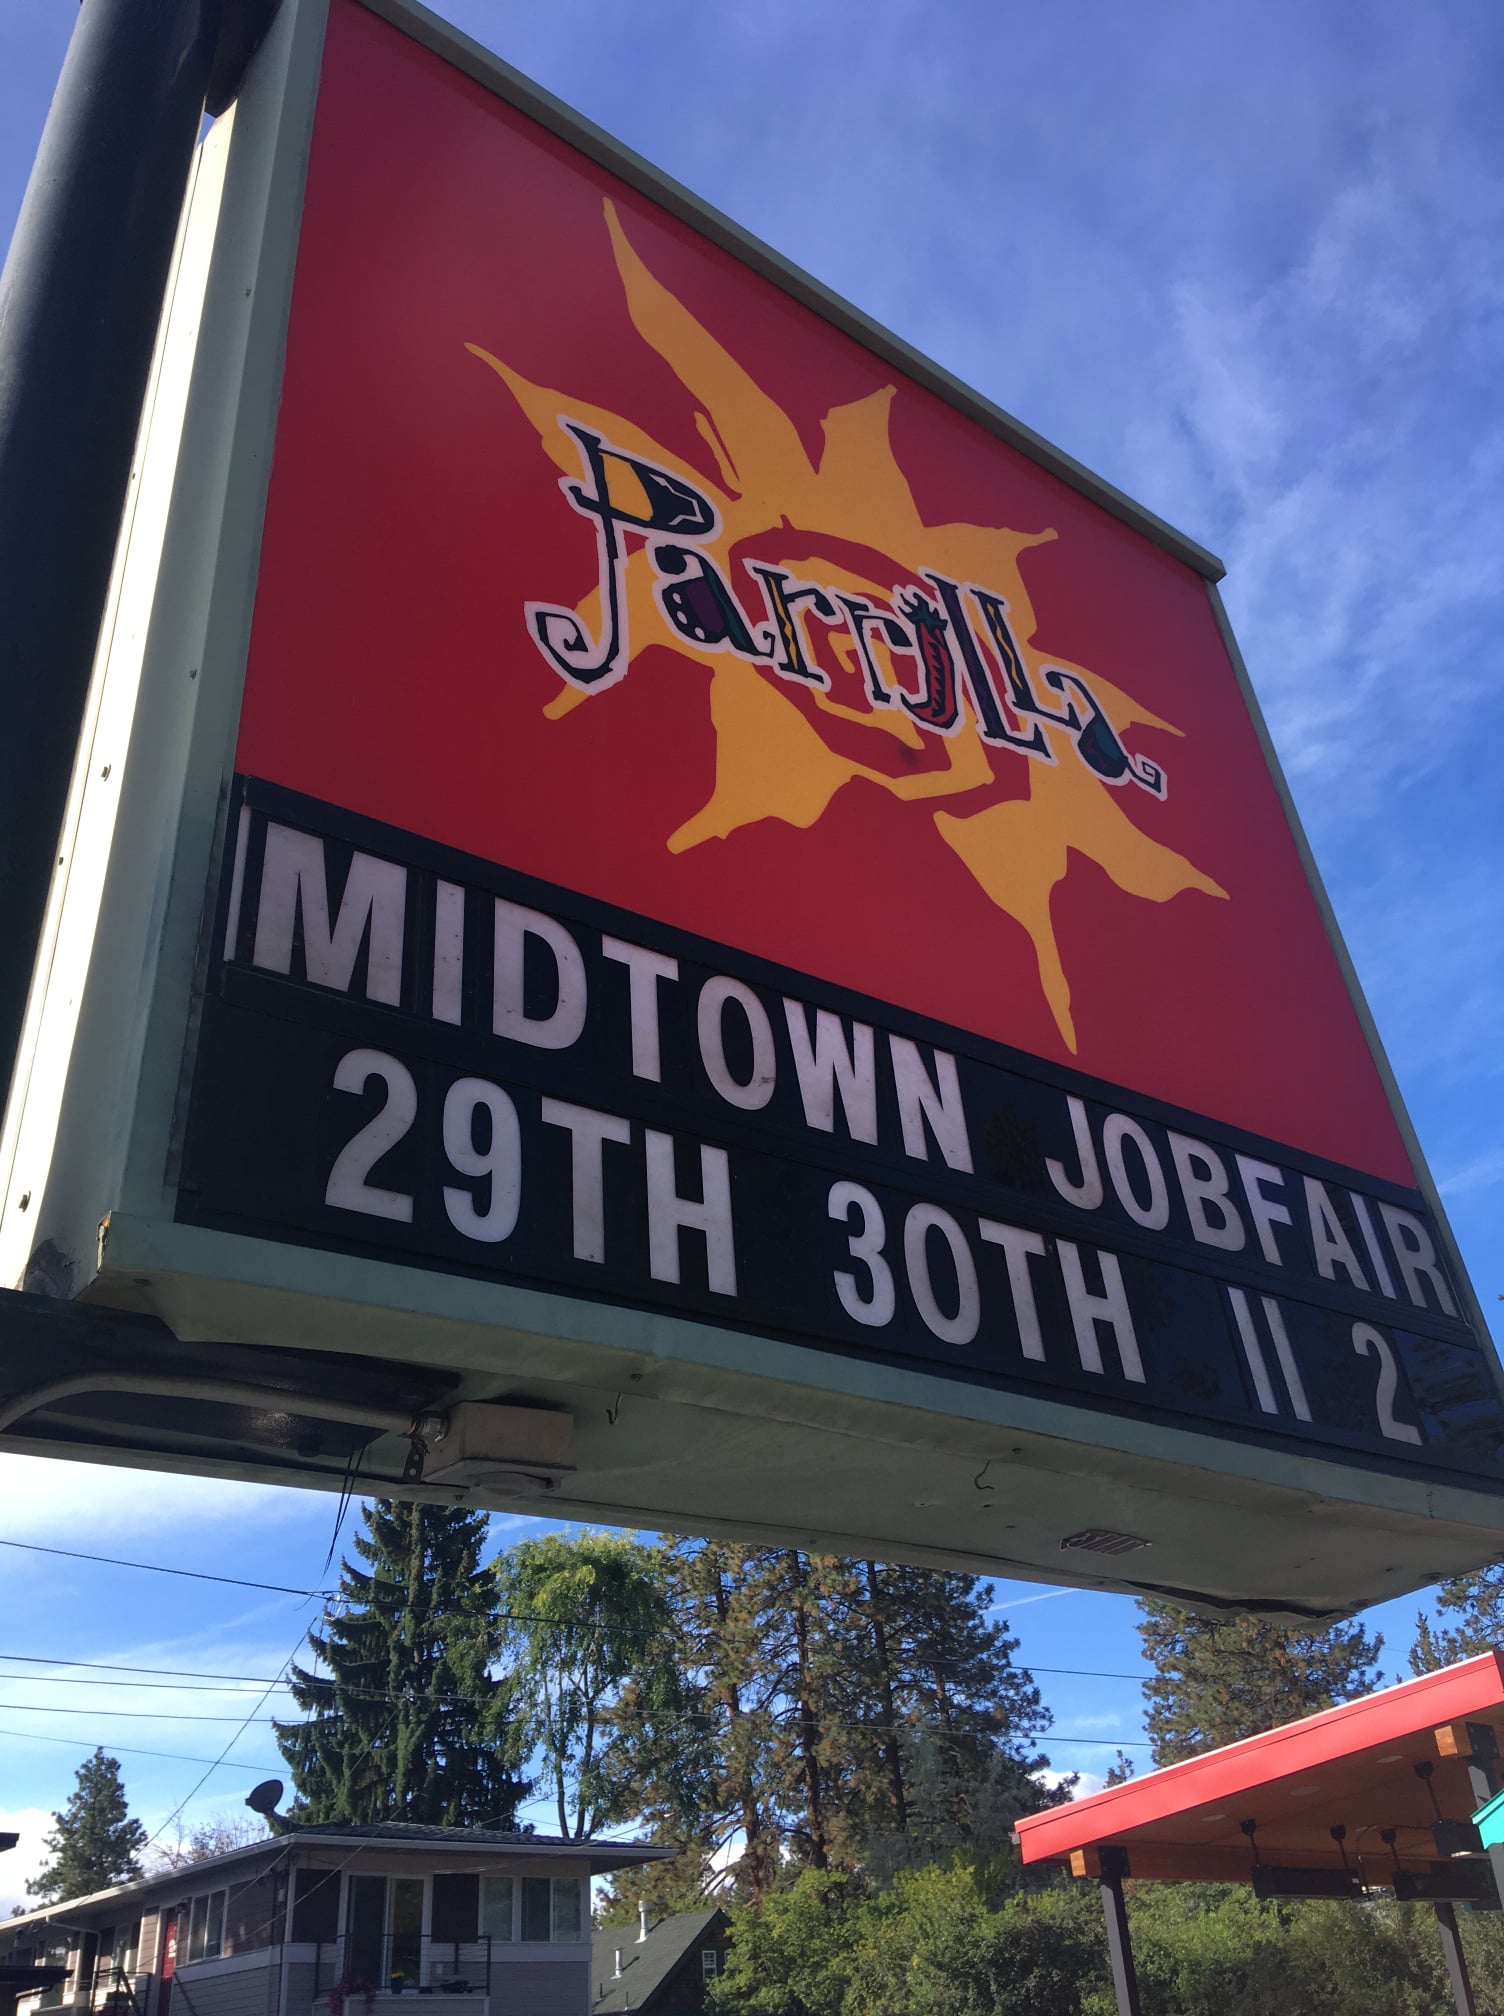 Parrilla
MIDTOWN JOBFAIR
29TH 30TH 11 2